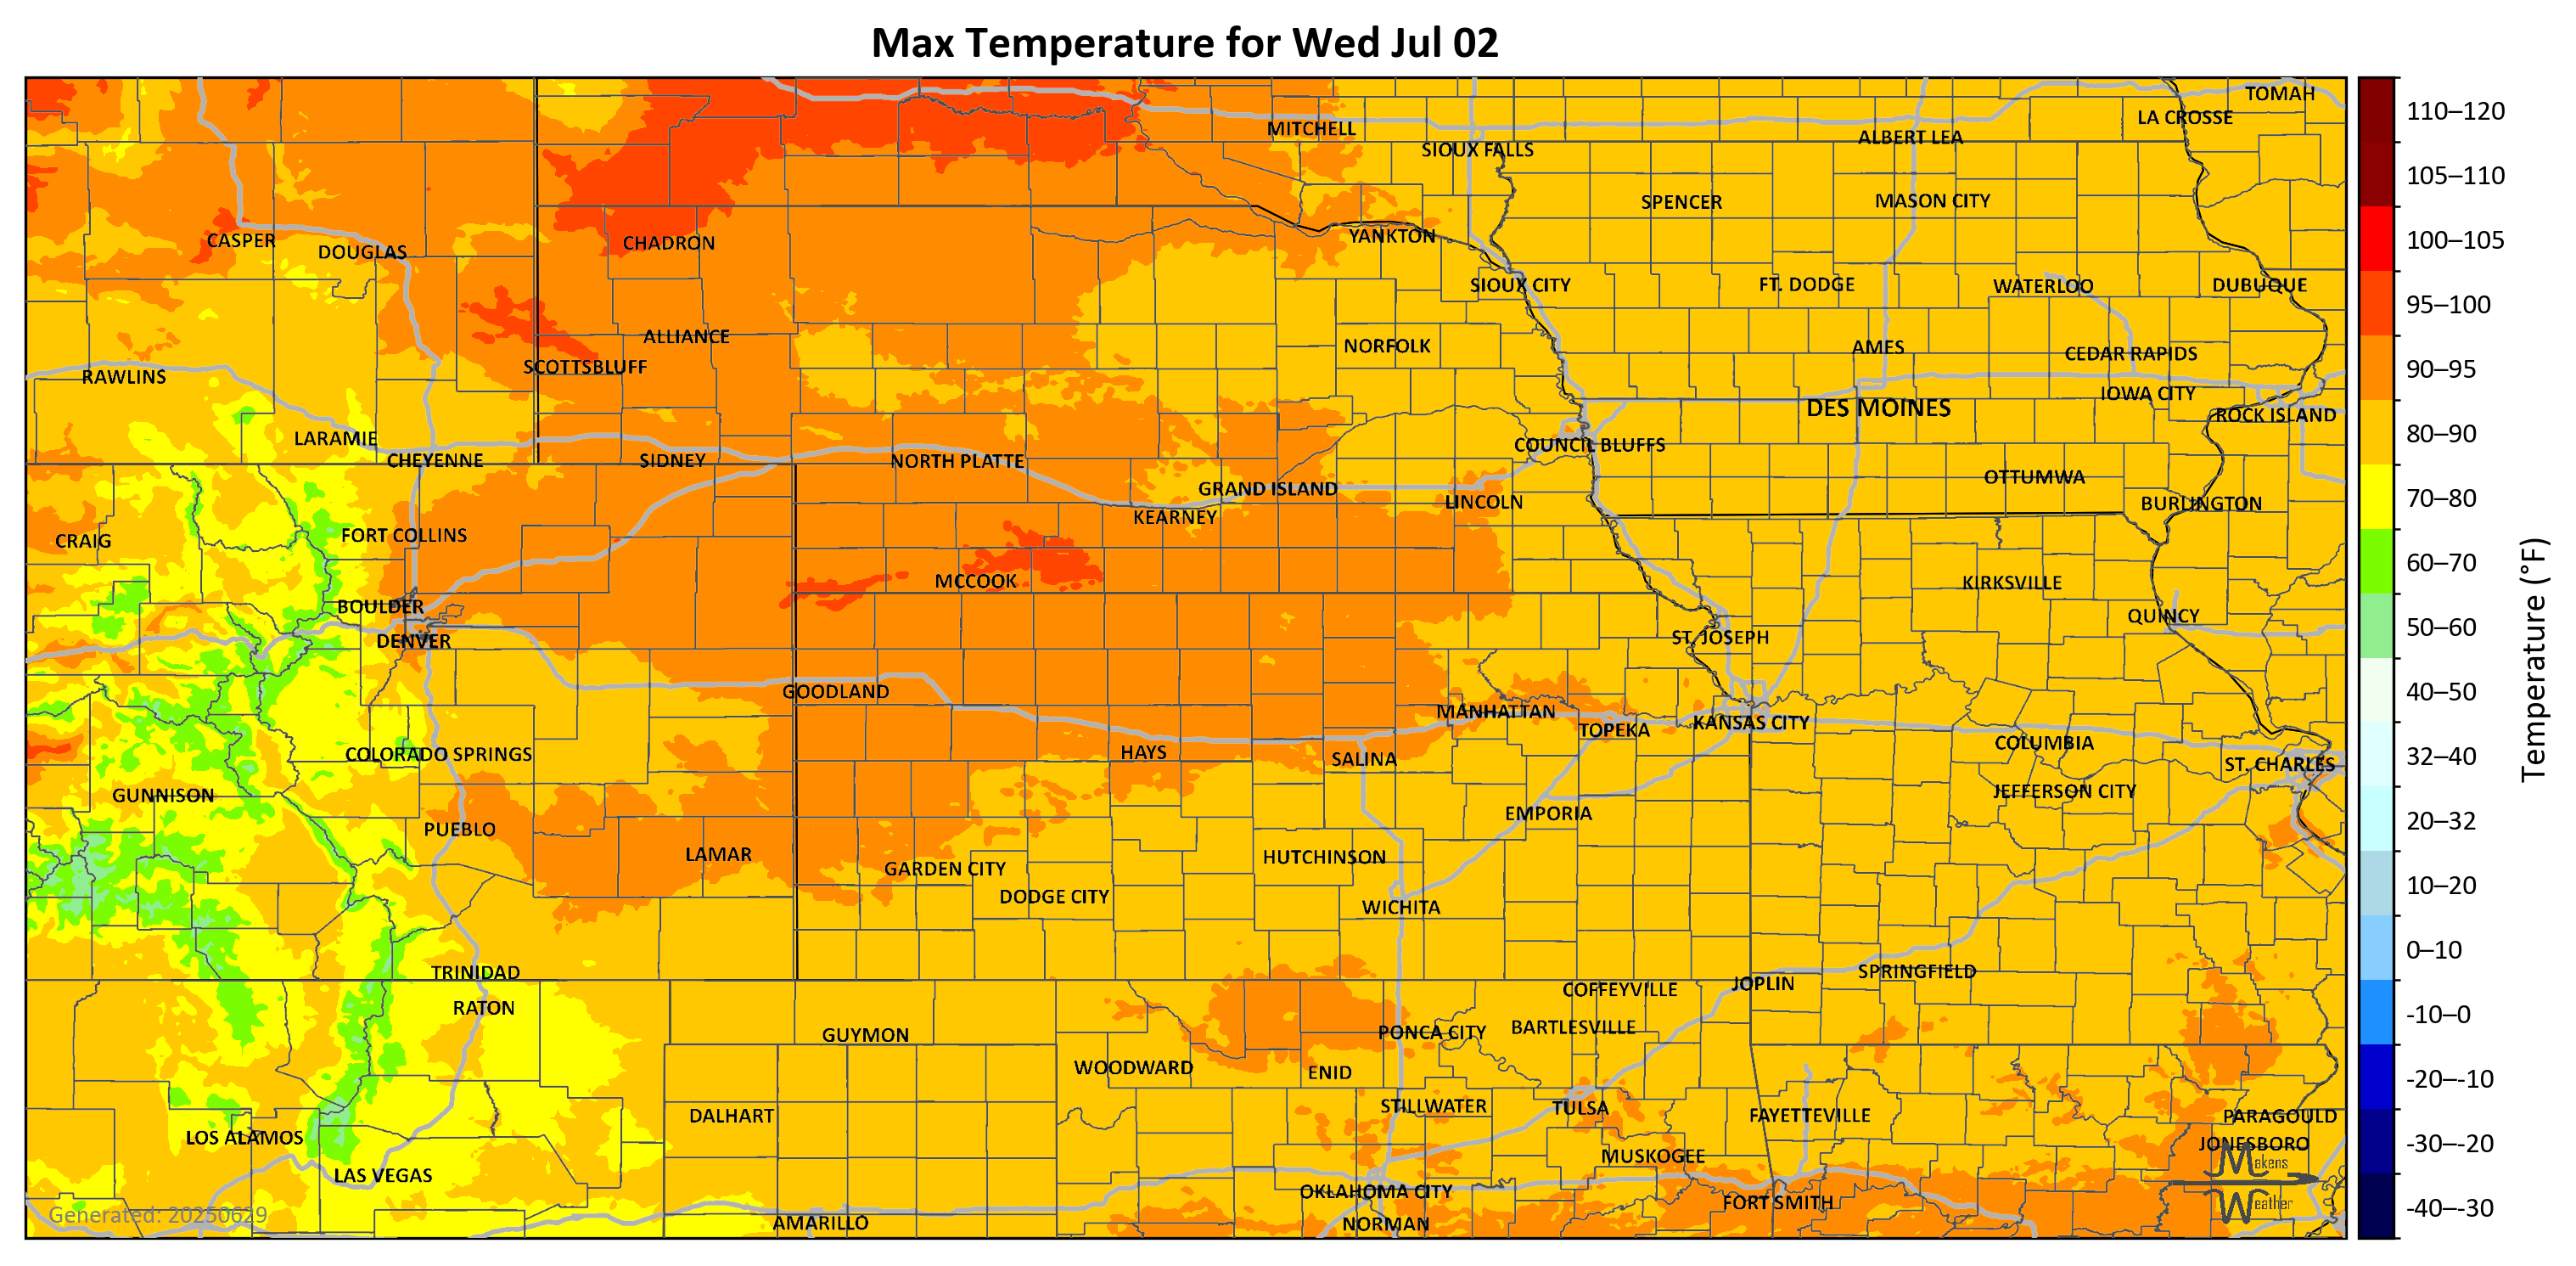 Max Temperature for Wed Jul 02
TOMAH
LA CROSSE
MITCHELL
ALBERT LEA
SIOUX FALLS
SPENCER
MASON CITY
CASPER
DOUGLAS
CHADRON
YANKTON
SIOUX CITY
FT. DODGE
WATERLOO
DUBUQUE
ALLIANCE
NORFOLK
AMES
CEDAR RAPIDS
SCOTTSBLUFF
RAWLINS
IOWA CITY
DES MOINES
ROCK ISLAND
LARAMIE
COUNCIL BLUFFS
CHEYENNE
SIDNEY
NORTH PLATTE
OTTUMWA
GRAND ISLAND
LINCOLN
BURLINGTON
KEARNEY
FORT COLLINS
CRAIG
MCCOOK
KIRKSVILLE
BOULDER
QUINCY
DENVER
ST. JOSEPH
GOODLAND
MANHATTAN
TOPEKA
KANSAS CITY
COLUMBIA
COLORADO SPRINGS
HAYS
SALINA
ST. CHARLES
GUNNISON
JEFFERSON CITY
EMPORIA
PUEBLO
LAMAR
HUTCHINSON
GARDEN CITY
DODGE CITY
WICHITA
TRINIDAD
SPRINGFIELD
JOPLIN
COFFEYVILLE
RATON
GUYMON
PONCA CITY
BARTLESVILLE
WOODWARD
ENID
STILLWATER
TULSA
DALHART
FAYETTEVILLE
PARAGOULD
LOS ALAMOS
JONESBORO
MUSKOGEE
LAS VEGAS
OKLAHOMA CITY
FORT SMITH
AMARILLO
NORMAN
Generated: 20250629
Makens
Weather
110–120
105–110
100–105
95–100
90–95
80–90
70–80
60–70
50–60
40–50
32–40
20–32
10–20
0–10
-10–0
-20–-10
-30–-20
-40–-30
Temperature (°F)